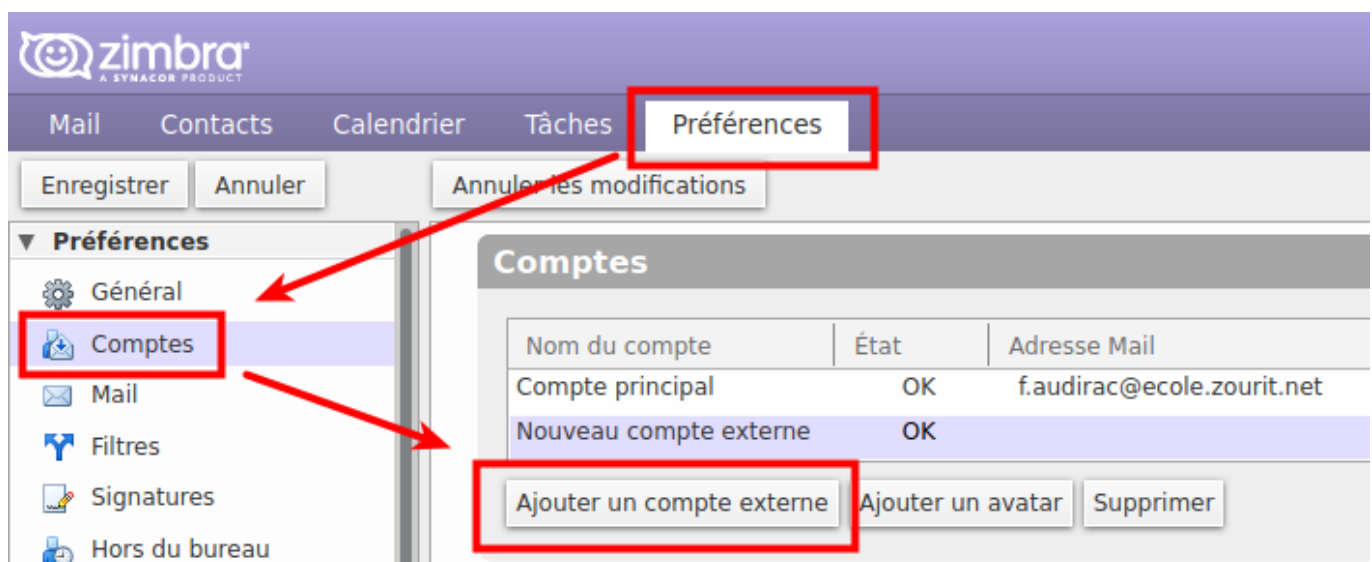 zimbra
A SYNACOR PRODUCT
Mail Contacts Calendrier Tâches Préférences
Enregistrer Annuler Annuler les modifications
Préférences
Général
Comptes
Mail
Filtres
Signatures
Hors du bureau
Comptes
Nom du compte État Adresse Mail
Compte principal OK f.audirac@ecole.zourit.net
Nouveau compte externe OK
Ajouter un compte externe Ajouter un avatar Supprimer